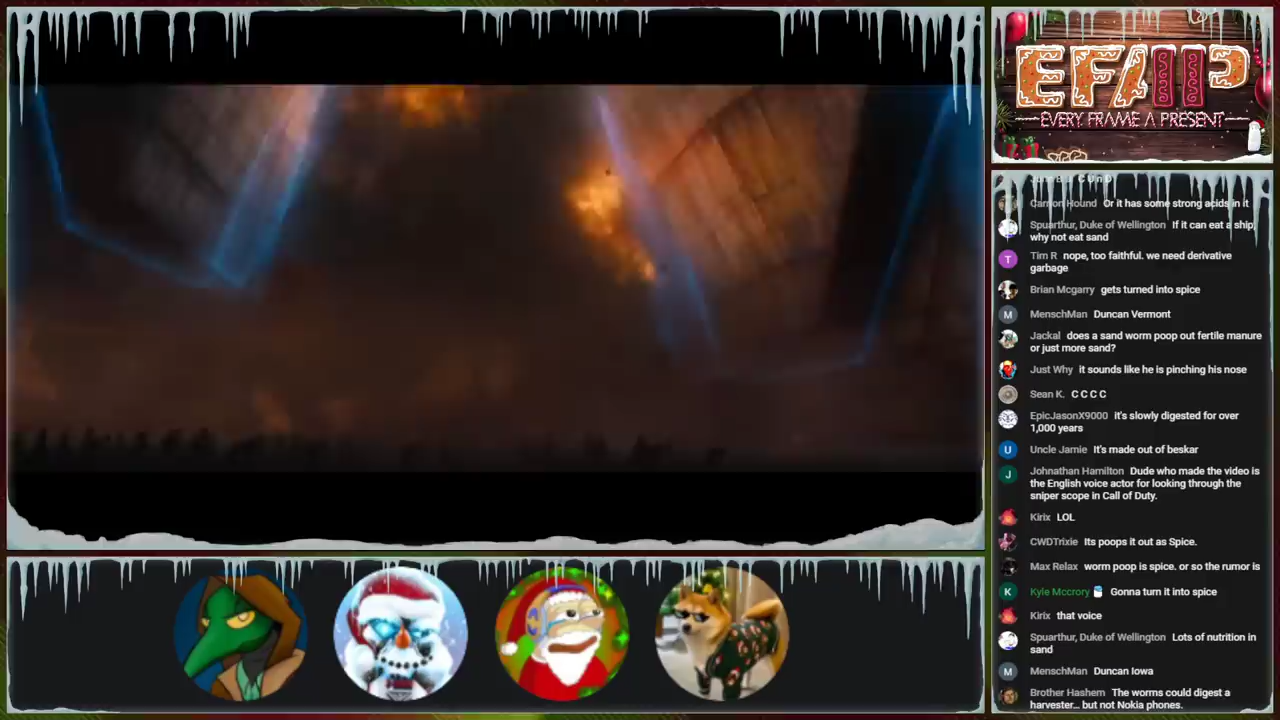 EFAP
EVERY FRAME A PRESENT
Carrion Hound Or it has some strong acids in it
Spuarthur, Duke of Wellington If it can eat a ship,
why not eat sand
T
Tim R nope, too faithful. we need derivative
garbage
Brian Mcgarry gets turned into spice
M
MenschMan Duncan Vermont
Jackal does a sand worm poop out fertile manure
or just more sand?
Just Why it sounds like he is pinching his nose
Sean K. C C C C
EpicJasonX9000 it's slowly digested for over
1,000 years
U
Uncle Jamie It's made out of beskar
J
Johnathan Hamilton Dude who made the video is
the English voice actor for looking through the
sniper scope in Call of Duty.
Kirix LOL
CWDTrixie Its poops it out as Spice.
Max Relax worm poop is spice. or so the rumor is
K
Kyle Mccrory Gonna turn it into spice
Kirix that voice
Spuarthur, Duke of Wellington Lots of nutrition in
sand
M
MenschMan Duncan Iowa
Brother Hashem The worms could digest a
harvester... but not Nokia phones.